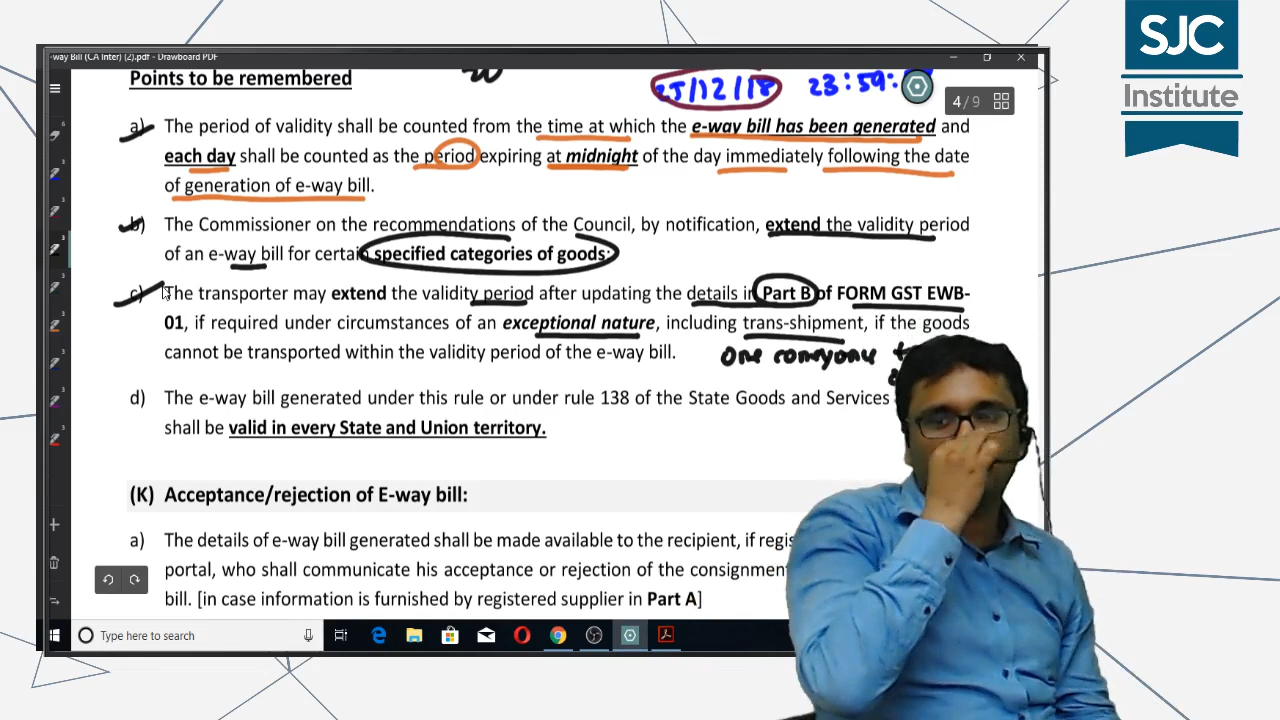 SJC
Institute
-way Bill (CA Inter) (2).pdf - Drawboard PDF
Points to be remembered
25/12/18 23:59:
4 / 9
a) The period of validity shall be counted from the time at which the e-way bill has been generated and
each day shall be counted as the period expiring at midnight of the day immediately following the date
of generation of e-way bill.
b) The Commissioner on the recommendations of the Council, by notification, extend the validity period
of an e-way bill for certain specified categories of goods:
c) The transporter may extend the validity period after updating the details in Part B of FORM GST EWB-
01, if required under circumstances of an exceptional nature, including trans-shipment, if the goods
cannot be transported within the validity period of the e-way bill.
one conveyance
d) The e-way bill generated under this rule or under rule 138 of the State Goods and Services
shall be valid in every State and Union territory.
(K) Acceptance/rejection of E-way bill:
a) The details of e-way bill generated shall be made available to the recipient, if
portal, who shall communicate his acceptance or rejection of the consignment
bill. [in case information is furnished by registered supplier in Part A]
Type here to search